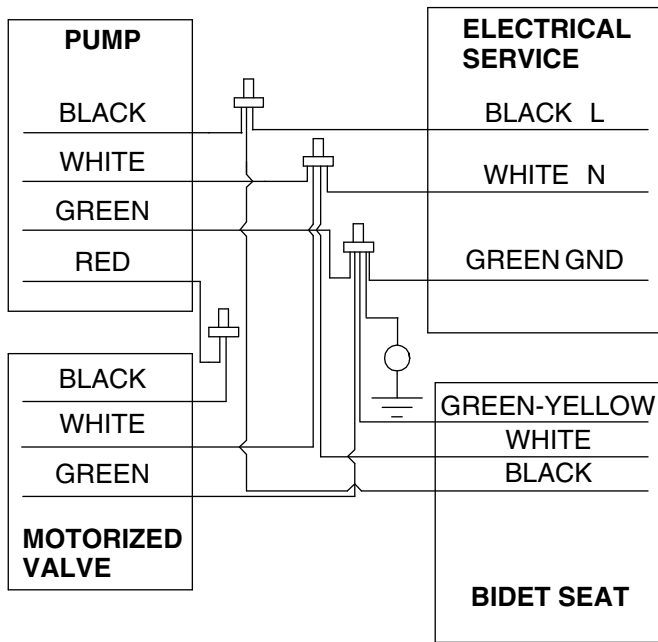 PUMP
BLACK
WHITE
GREEN
RED
ELECTRICAL
SERVICE
BLACK L
WHITE N
GREEN GND
BLACK
WHITE
GREEN
MOTORIZED
VALVE
GREEN-YELLOW
WHITE
BLACK
BIDET SEAT